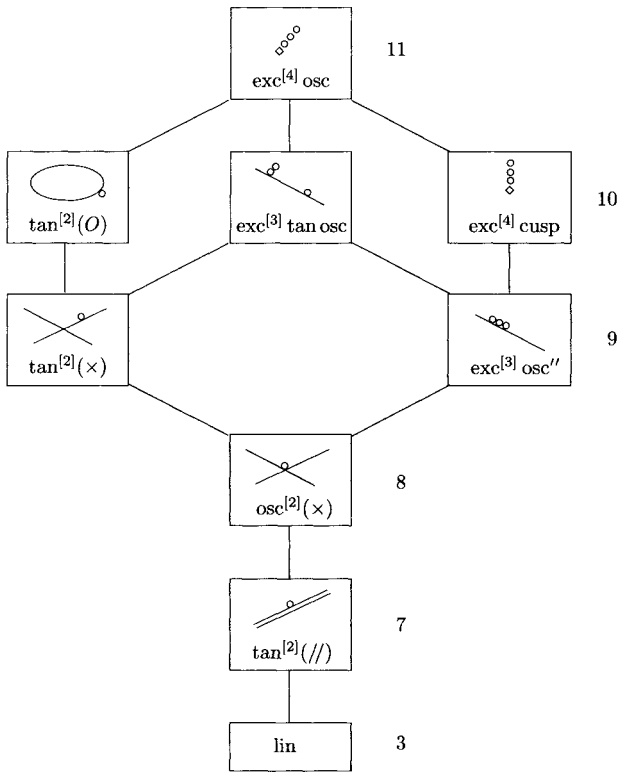 exc^{[4]} osc
11
tan^{[2]}(O)
exc^{[3]} tan osc
exc^{[4]} cusp
10
tan^{[2]}(×)
exc^{[3]} osc″
9
osc^{[2]}(×)
8
tan^{[2]}(//)
7
lin
3